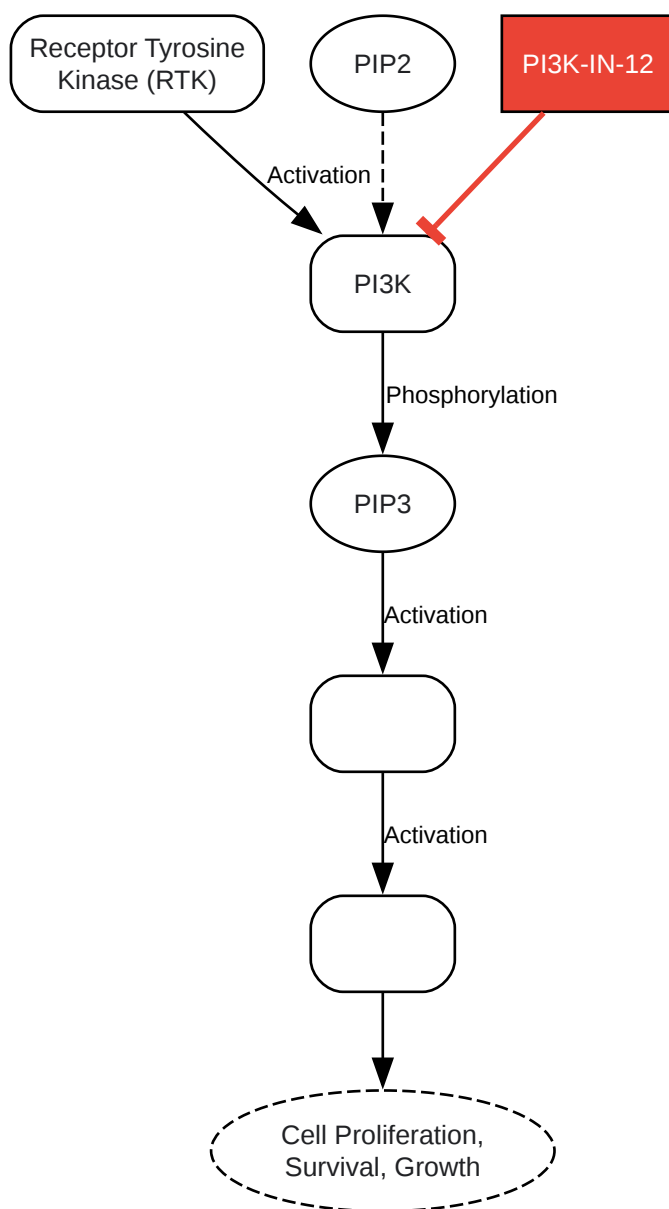 Receptor Tyrosine
Kinase (RTK)
PIP2
PI3K-IN-12
Activation
PI3K
Phosphorylation
PIP3
Activation
Activation
Cell Proliferation,
Survival, Growth